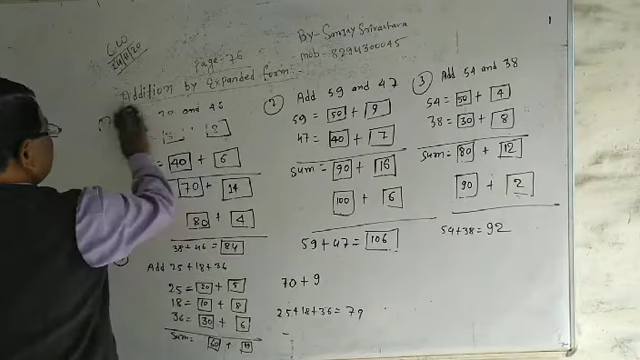 CW
24/9/20
Page: 76
By- Sanjay Srivastava
mob- 8294300045
Addition by Expanded form:-
and 46
= 40 + 6
70 + 14
80 + 4
38 + 46 = 84
② Add 59 and 47
59 = 50 + 9
47 = 40 + 7
Sum = 90 + 16
100 + 6
59 + 47 = 106
③ Add 54 and 38
54 = 50 + 4
38 = 30 + 8
Sum = 80 + 12
90 + 2
54 + 38 = 92
Add 25 + 18 + 36
25 = 20 + 5
18 = 10 + 8
36 = 30 + 6
Sum = 60 + 19
70 + 9
25 + 18 + 36 = 79